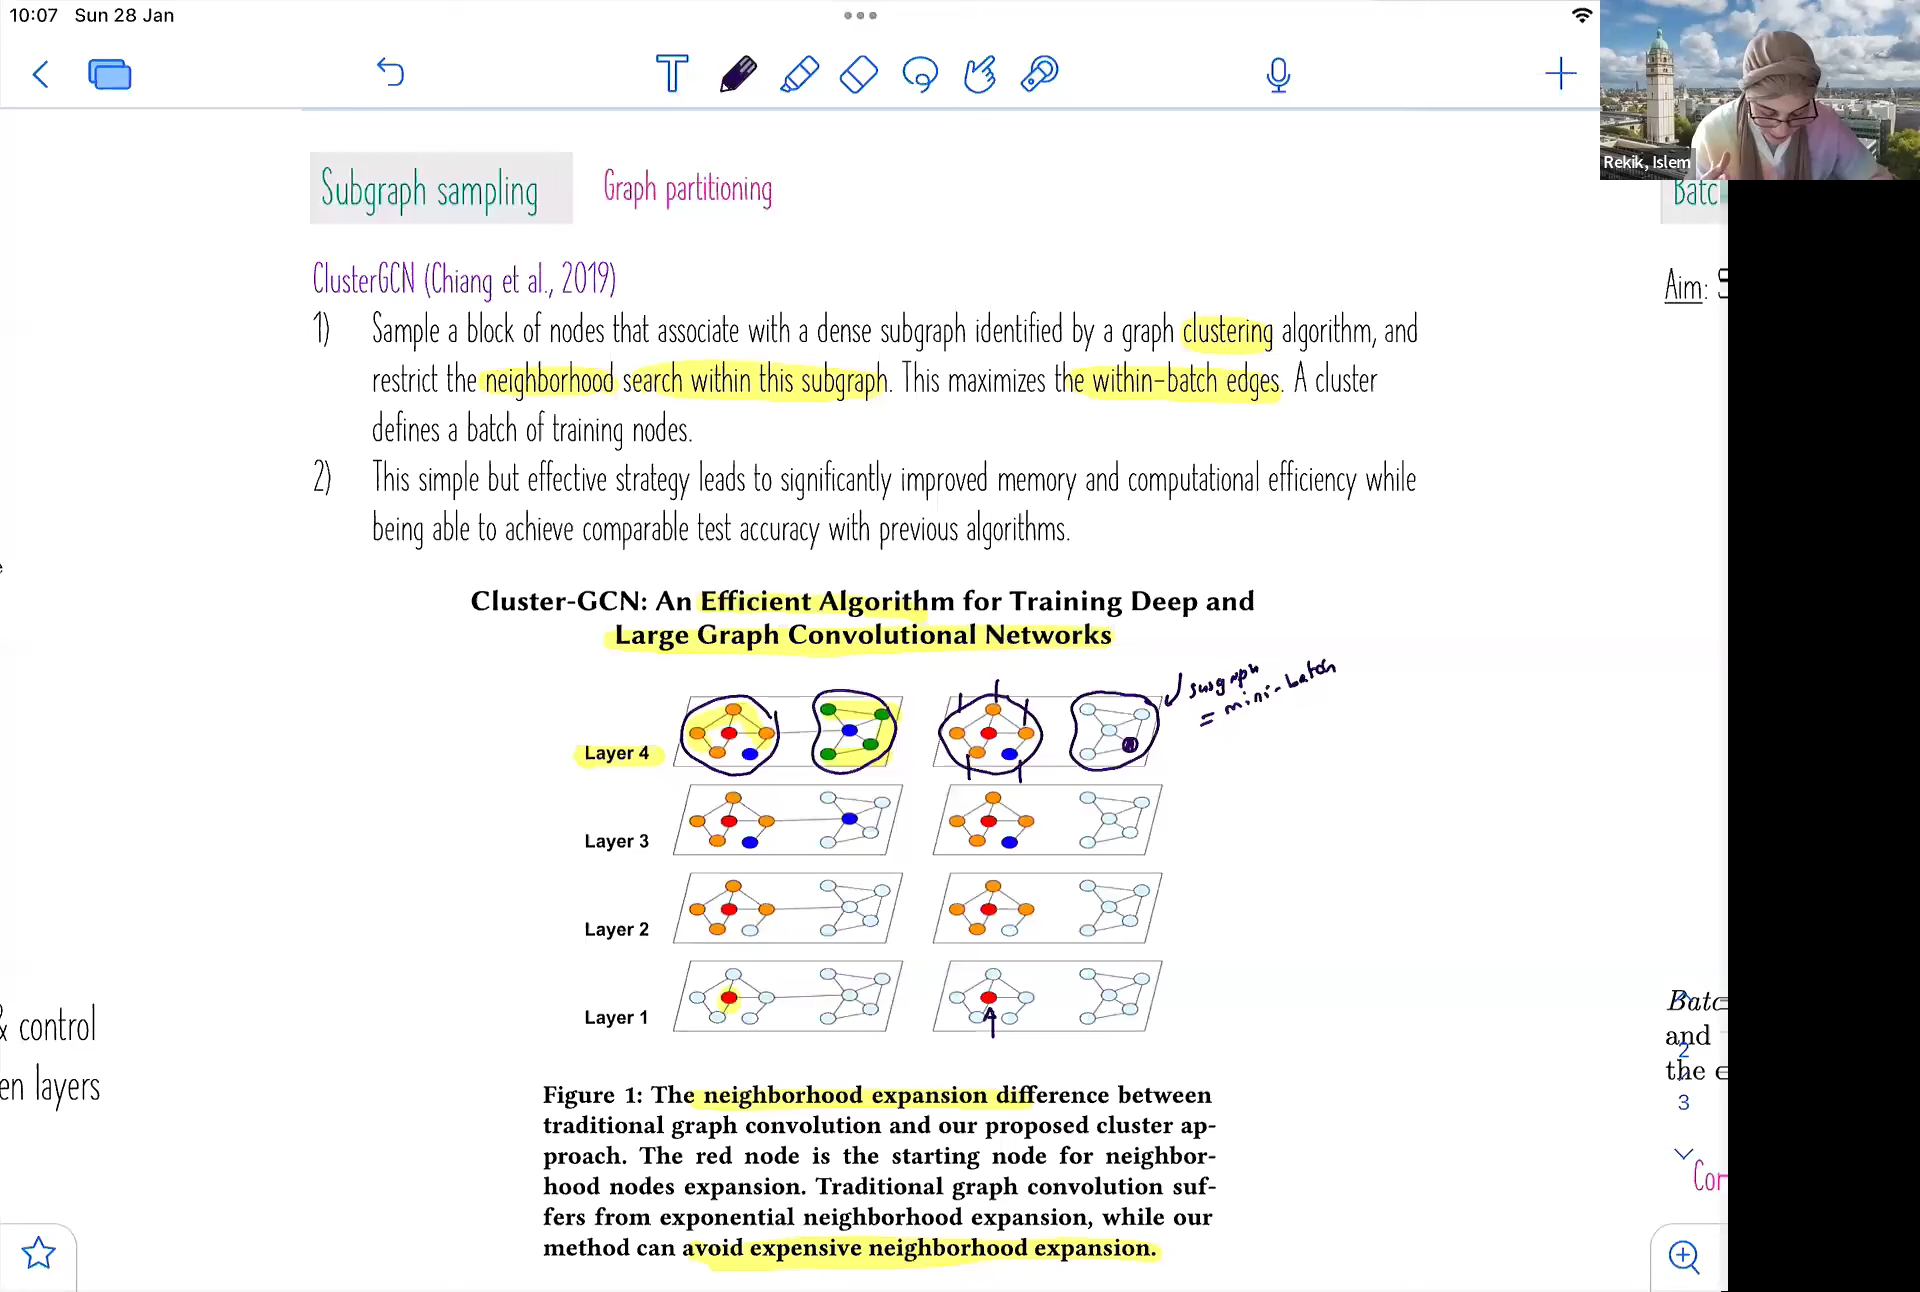 10:07 Sun 28 Jan
Rekik, Islem
Subgraph sampling Graph partitioning
Batc
ClusterGCN (Chiang et al., 2019)
Aim: S
1) Sample a block of nodes that associate with a dense subgraph identified by a graph clustering algorithm, and
restrict the neighborhood search within this subgraph. This maximizes the within-batch edges. A cluster
defines a batch of training nodes.
2) This simple but effective strategy leads to significantly improved memory and computational efficiency while
being able to achieve comparable test accuracy with previous algorithms.
e
Cluster-GCN: An Efficient Algorithm for Training Deep and
Large Graph Convolutional Networks
subgraph
= mini-batch
Layer 4
Layer 3
Layer 2
Layer 1
& control
en layers
Batc
and
2
the e
3
Cor
Figure 1: The neighborhood expansion difference between
traditional graph convolution and our proposed cluster ap-
proach. The red node is the starting node for neighbor-
hood nodes expansion. Traditional graph convolution suf-
fers from exponential neighborhood expansion, while our
method can avoid expensive neighborhood expansion.